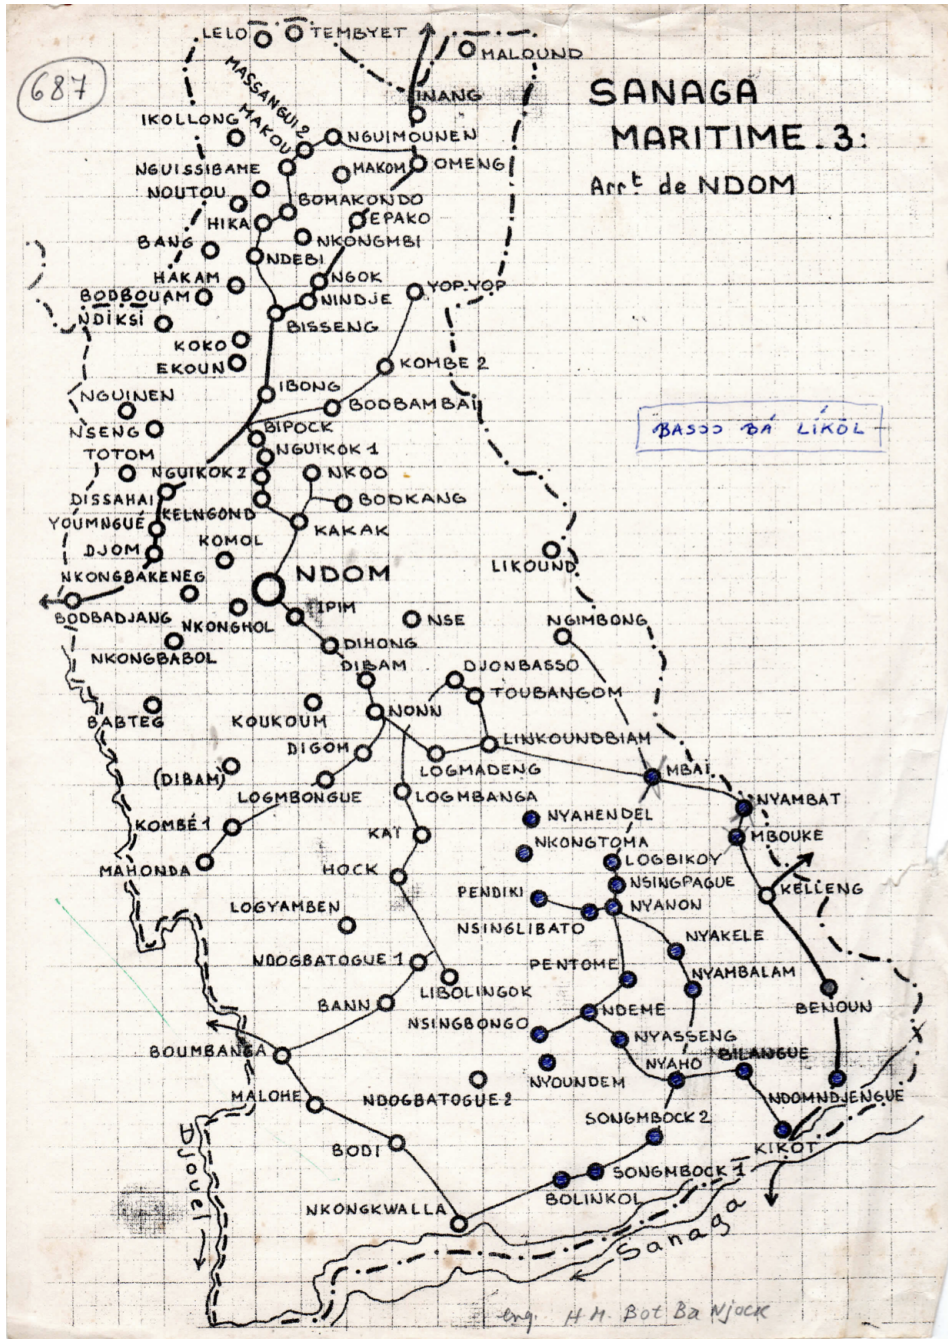 LELO
TEMBYET
MALOUND
687
SANAGA
MARITIME.3:
Arrt de NDOM
MASSANGUI 2
MAKOU
INANG
IKOLLONG
NGUIMOUNEN
NGUISSIBAME
MAKOM
OMENG
NOUTOU
BOMAKONDO
HIKA
EPAKO
BANG
NKONGMBI
NDEBI
HAKAM
NGOK
YOP.YOP
BODBOUAM
NINDJE
NDIKSI
BISSENG
KOKO
EKOUN
KOMBE 2
IBONG
NGUINEN
BODBAMBAI
NSENG
BIPOCK
BASOO BÁ LÍKÓL
TOTOM
NGUIKOK 1
NGUIKOK 2
NKOO
DISSAHAI
BODKANG
YOUMNGUÉ
KELNGOND
KAKAK
DJOM
KOMOL
LIKOUND
NKONGBAKENEG
NDOM
BODBADJANG
NKONGHOL
TIPIM
NSE
NGIMBONG
NKONGBABOL
DIHONG
DIBAM
DJONBASSO
TOUBANGOM
BABTEG
KOUKOUM
NONN
DIGOM
LINKOUNDBIAM
(DIBAM)
LOGMADENG
MBAI
LOGMBONGUE
LOGMBANGA
NYAHENDEL
NYAMBAT
KOMBÉ 1
KAÏ
NKONGTOMA
MBOUKE
MAHONDA
HOCK
LOGBIKOY
PENDIKI
NSINGPAGUE
KELLENG
LOGYAMBEN
NYANON
NSINGLIBATO
NYAKELE
NDOGBATOGUE 1
PENTOME
NYAMBALAM
LIBOLINGOK
BANN
NDEME
BENOUN
NSINGBONGO
NYASSENG
BOUMBANGA
NYAHO
BILANGUE
NYOUNDEM
MALOHE
NDOGBATOGUE 2
NDOMNDJENGUE
SONGMBOCK 2
Djouel
BODI
KIKOT
SONGMBOCK 1
BOLINKOL
NKONGKWALLA
Sanaga
enq. H.M. Bot Ba Njock